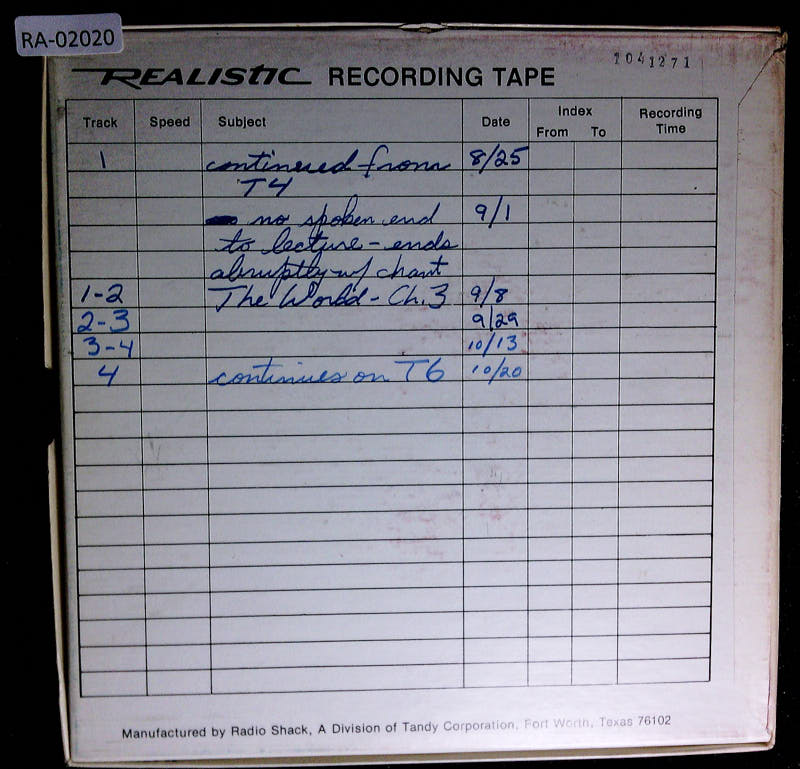 RA-02020
REALISTIC RECORDING TAPE
1041271
Track Speed Subject Date Index From To Recording Time
1 continued from 8/25
T4
no spoken end 9/1
to lecture - ends
abruptly w/ chant
1-2 The World - Ch. 3 9/8
2-3 9/29
3-4 10/13
4 continues on T6 10/20
Manufactured by Radio Shack, A Division of Tandy Corporation, Fort Worth, Texas 76102